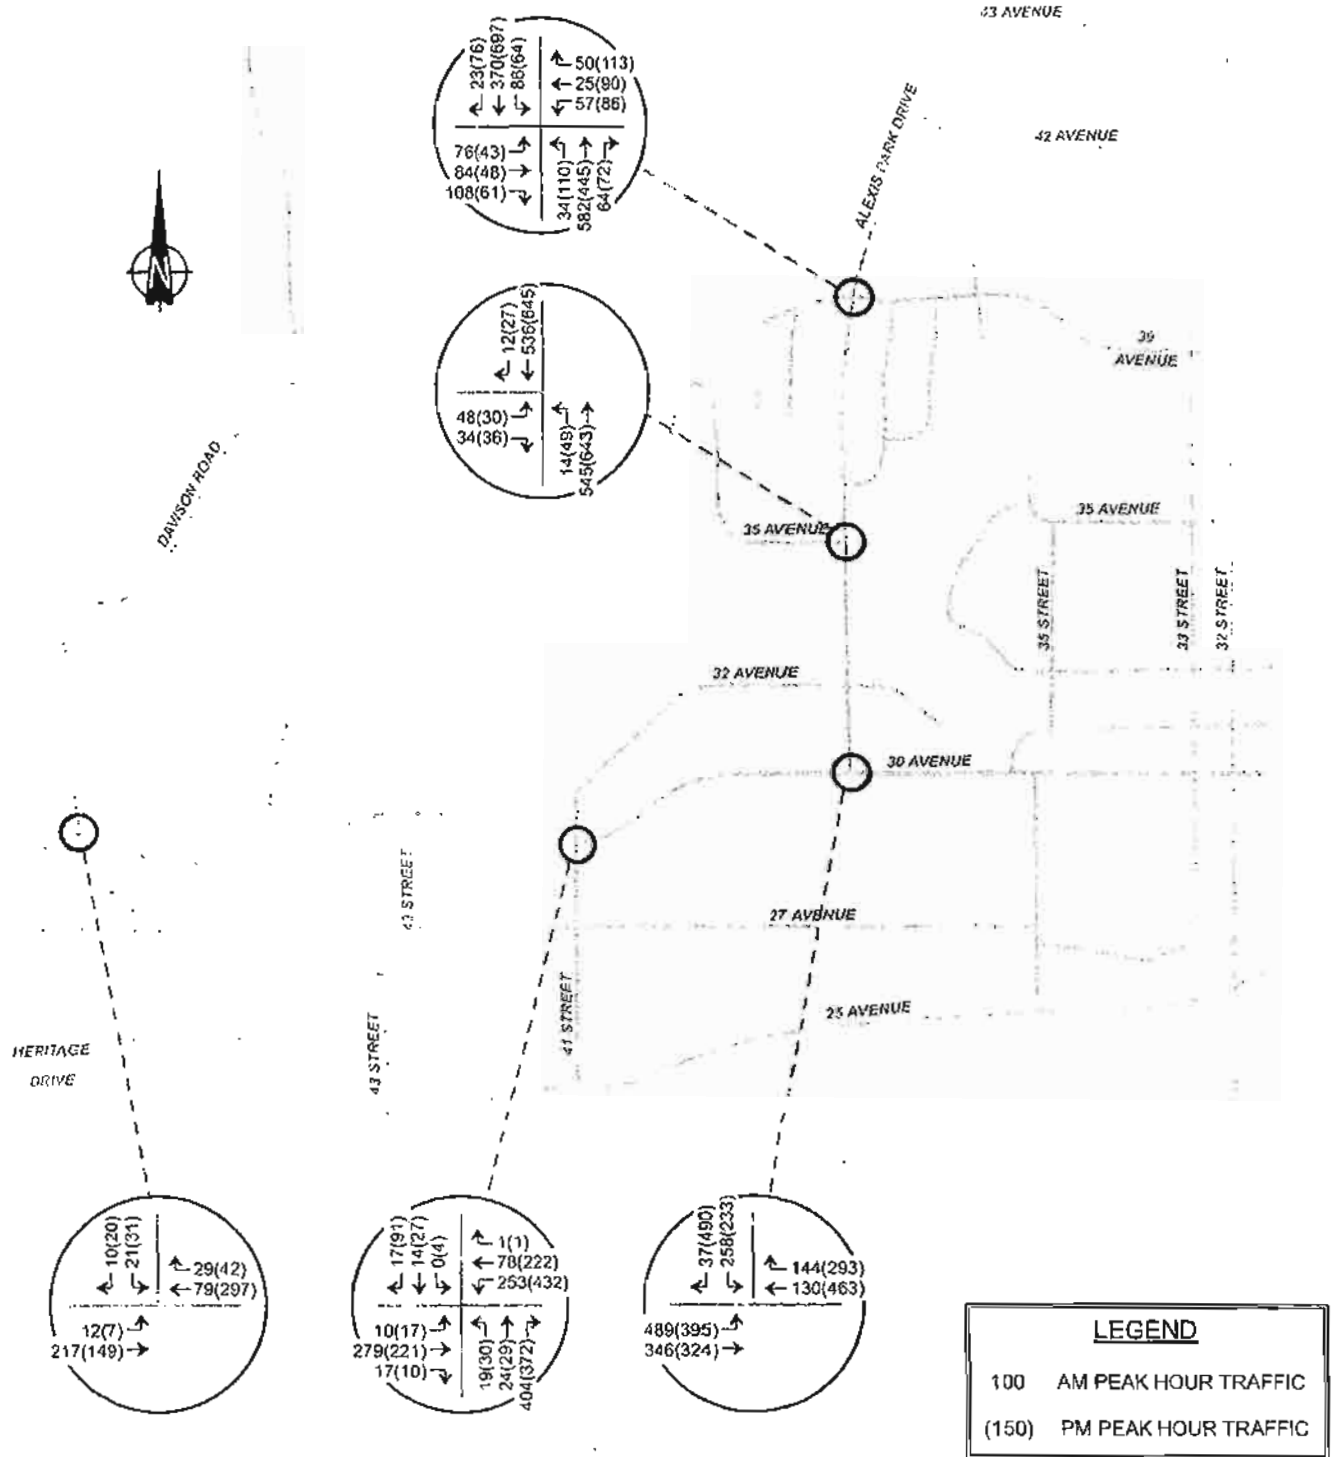 43 AVENUE
23(76)
370(697)
88(64)
50(113)
25(90)
57(86)
76(43)
84(48)
108(61)
34(110)
582(445)
64(72)
ALEXIS PARK DRIVE
42 AVENUE
N
12(27)
536(645)
48(30)
34(36)
14(49)
545(643)
39
AVENUE
DAVISON ROAD
35 AVENUE
35 AVENUE
35 STREET
33 STREET
32 STREET
32 AVENUE
30 AVENUE
43 STREET
27 AVENUE
25 AVENUE
41 STREET
43 STREET
HERITAGE
DRIVE
10(20)
21(31)
29(42)
79(297)
12(7)
217(149)
17(91)
14(27)
0(4)
1(1)
78(222)
253(432)
10(17)
279(221)
17(10)
19(30)
24(29)
404(372)
37(490)
258(233)
144(293)
130(463)
489(395)
346(324)
LEGEND
100 AM PEAK HOUR TRAFFIC
(150) PM PEAK HOUR TRAFFIC